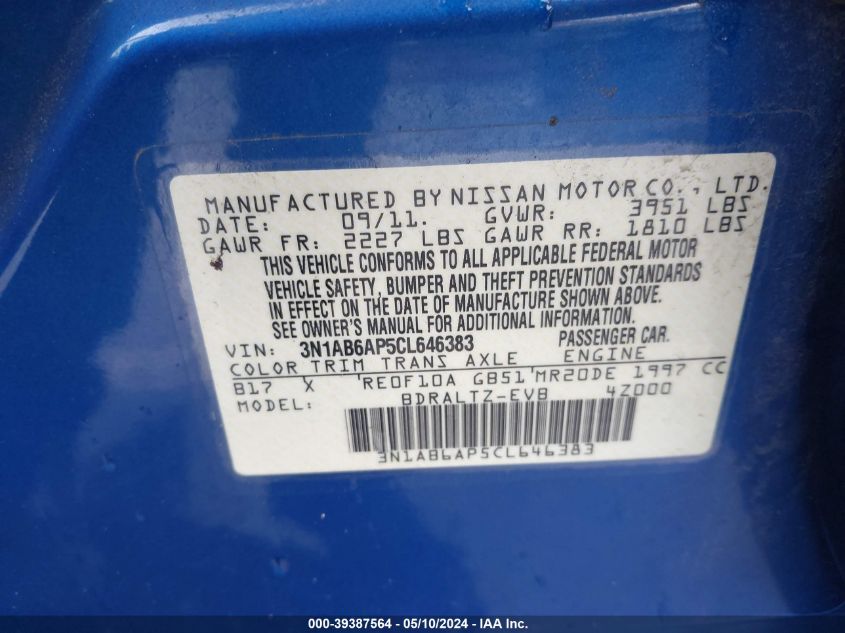 MANUFACTURED BY NISSAN MOTOR CO., LTD.
DATE: 09/11. GVWR: 3951 LBS
GAWR FR: 2227 LBS GAWR RR: 1810 LBS
THIS VEHICLE CONFORMS TO ALL APPLICABLE FEDERAL MOTOR
VEHICLE SAFETY, BUMPER AND THEFT PREVENTION STANDARDS
IN EFFECT ON THE DATE OF MANUFACTURE SHOWN ABOVE.
SEE OWNER'S MANUAL FOR ADDITIONAL INFORMATION.
VIN: 3N1AB6AP5CL646383 PASSENGER CAR.
COLOR TRIM TRANS AXLE ENGINE
B17 X RE0F10A GB51 MR20DE 1997 CC
MODEL: BDRALTZ-EVB 4Z000
3N1AB6AP5CL646383
000-39387564 - 05/10/2024 - IAA, Inc.